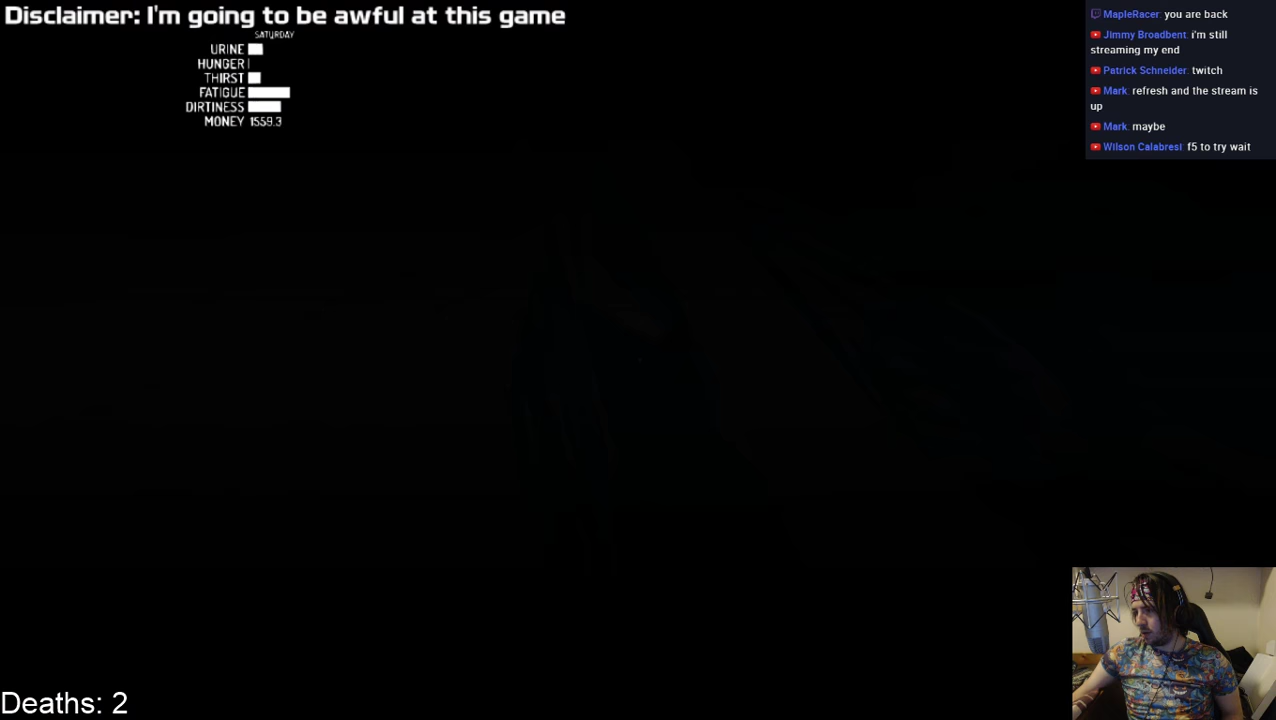 Disclaimer: I'm going to be awful at this game
SATURDAY
URINE
HUNGER
THIRST
FATIGUE
DIRTINESS
MONEY 1559.3
MapleRacer: you are back
Jimmy Broadbent: i'm still
streaming my end
Patrick Schneider: twitch
Mark: refresh and the stream is
up
Mark: maybe
Wilson Calabresi: f5 to try wait
Deaths: 2